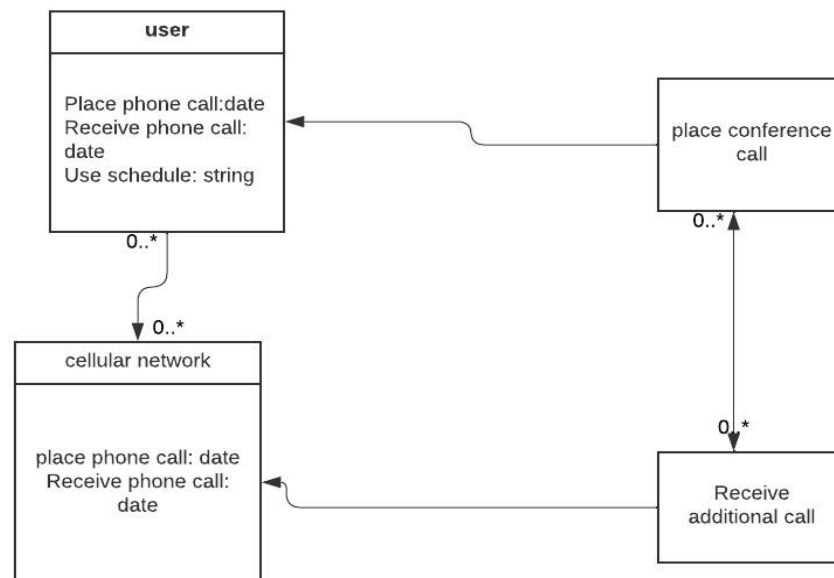 user
Place phone call:date
Receive phone call:
date
Use schedule: string
place conference
call
0..*
0..*
0..*
cellular network
place phone call: date
Receive phone call:
date
0..*
Receive
additional call